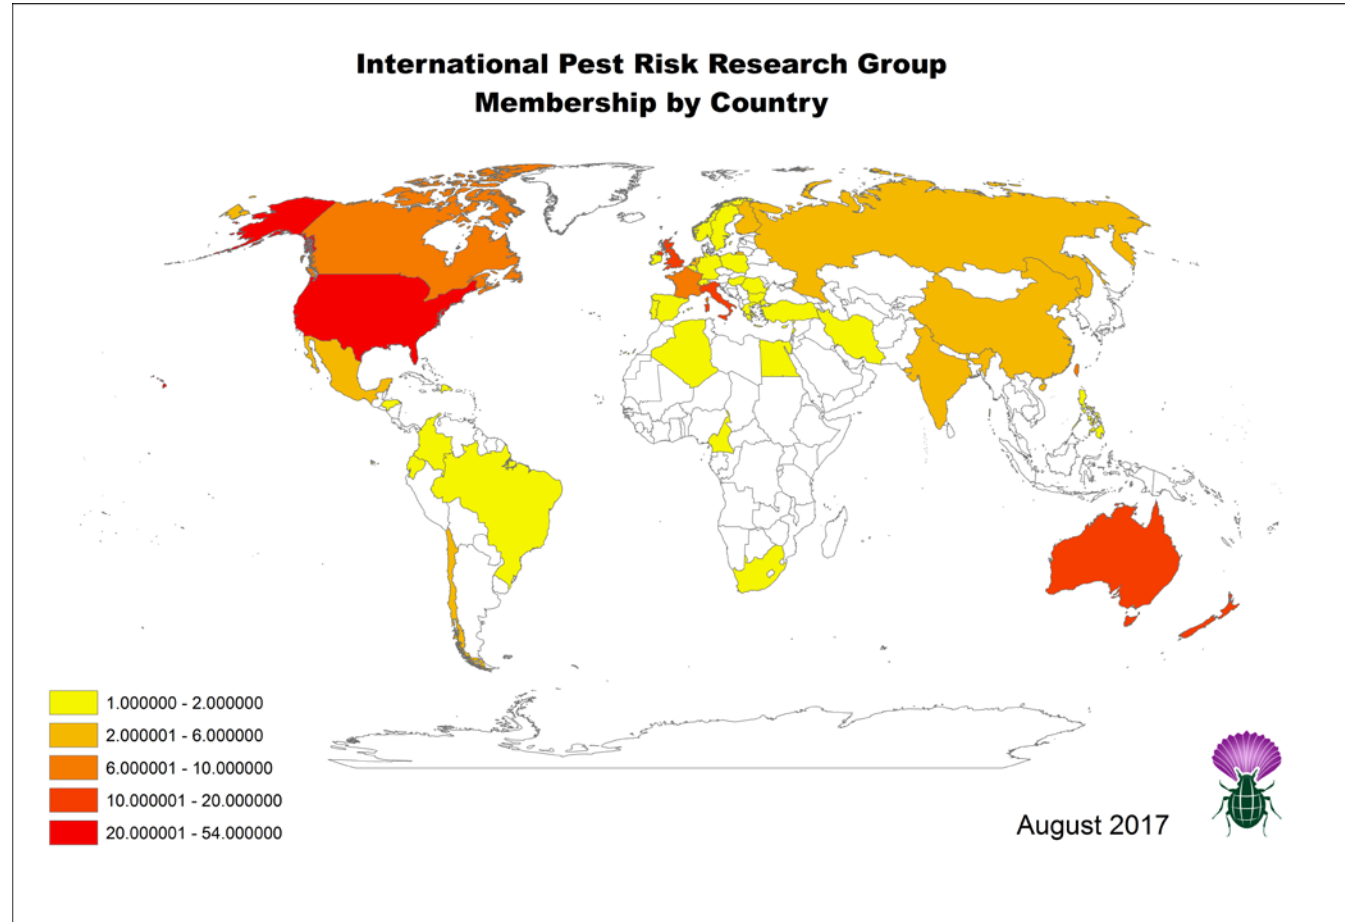 International Pest Risk Research Group
Membership by Country
1.000000 - 2.000000
2.000001 - 6.000000
6.000001 - 10.000000
10.000001 - 20.000000
20.000001 - 54.000000
August 2017